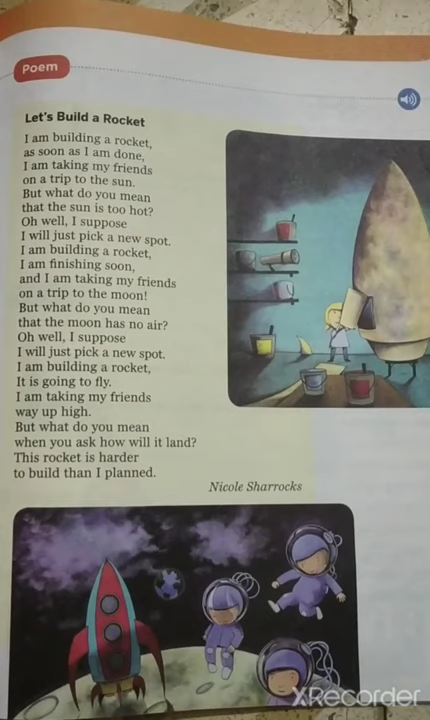 Poem
Let's Build a Rocket
I am building a rocket,
as soon as I am done,
I am taking my friends
on a trip to the sun.
But what do you mean
that the sun is too hot?
Oh well, I suppose
I will just pick a new spot.
I am building a rocket,
I am finishing soon,
and I am taking my friends
on a trip to the moon!
But what do you mean
that the moon has no air?
Oh well, I suppose
I will just pick a new spot.
I am building a rocket,
It is going to fly.
I am taking my friends
way up high.
But what do you mean
when you ask how will it land?
This rocket is harder
to build than I planned.
Nicole Sharrocks
XRecorder